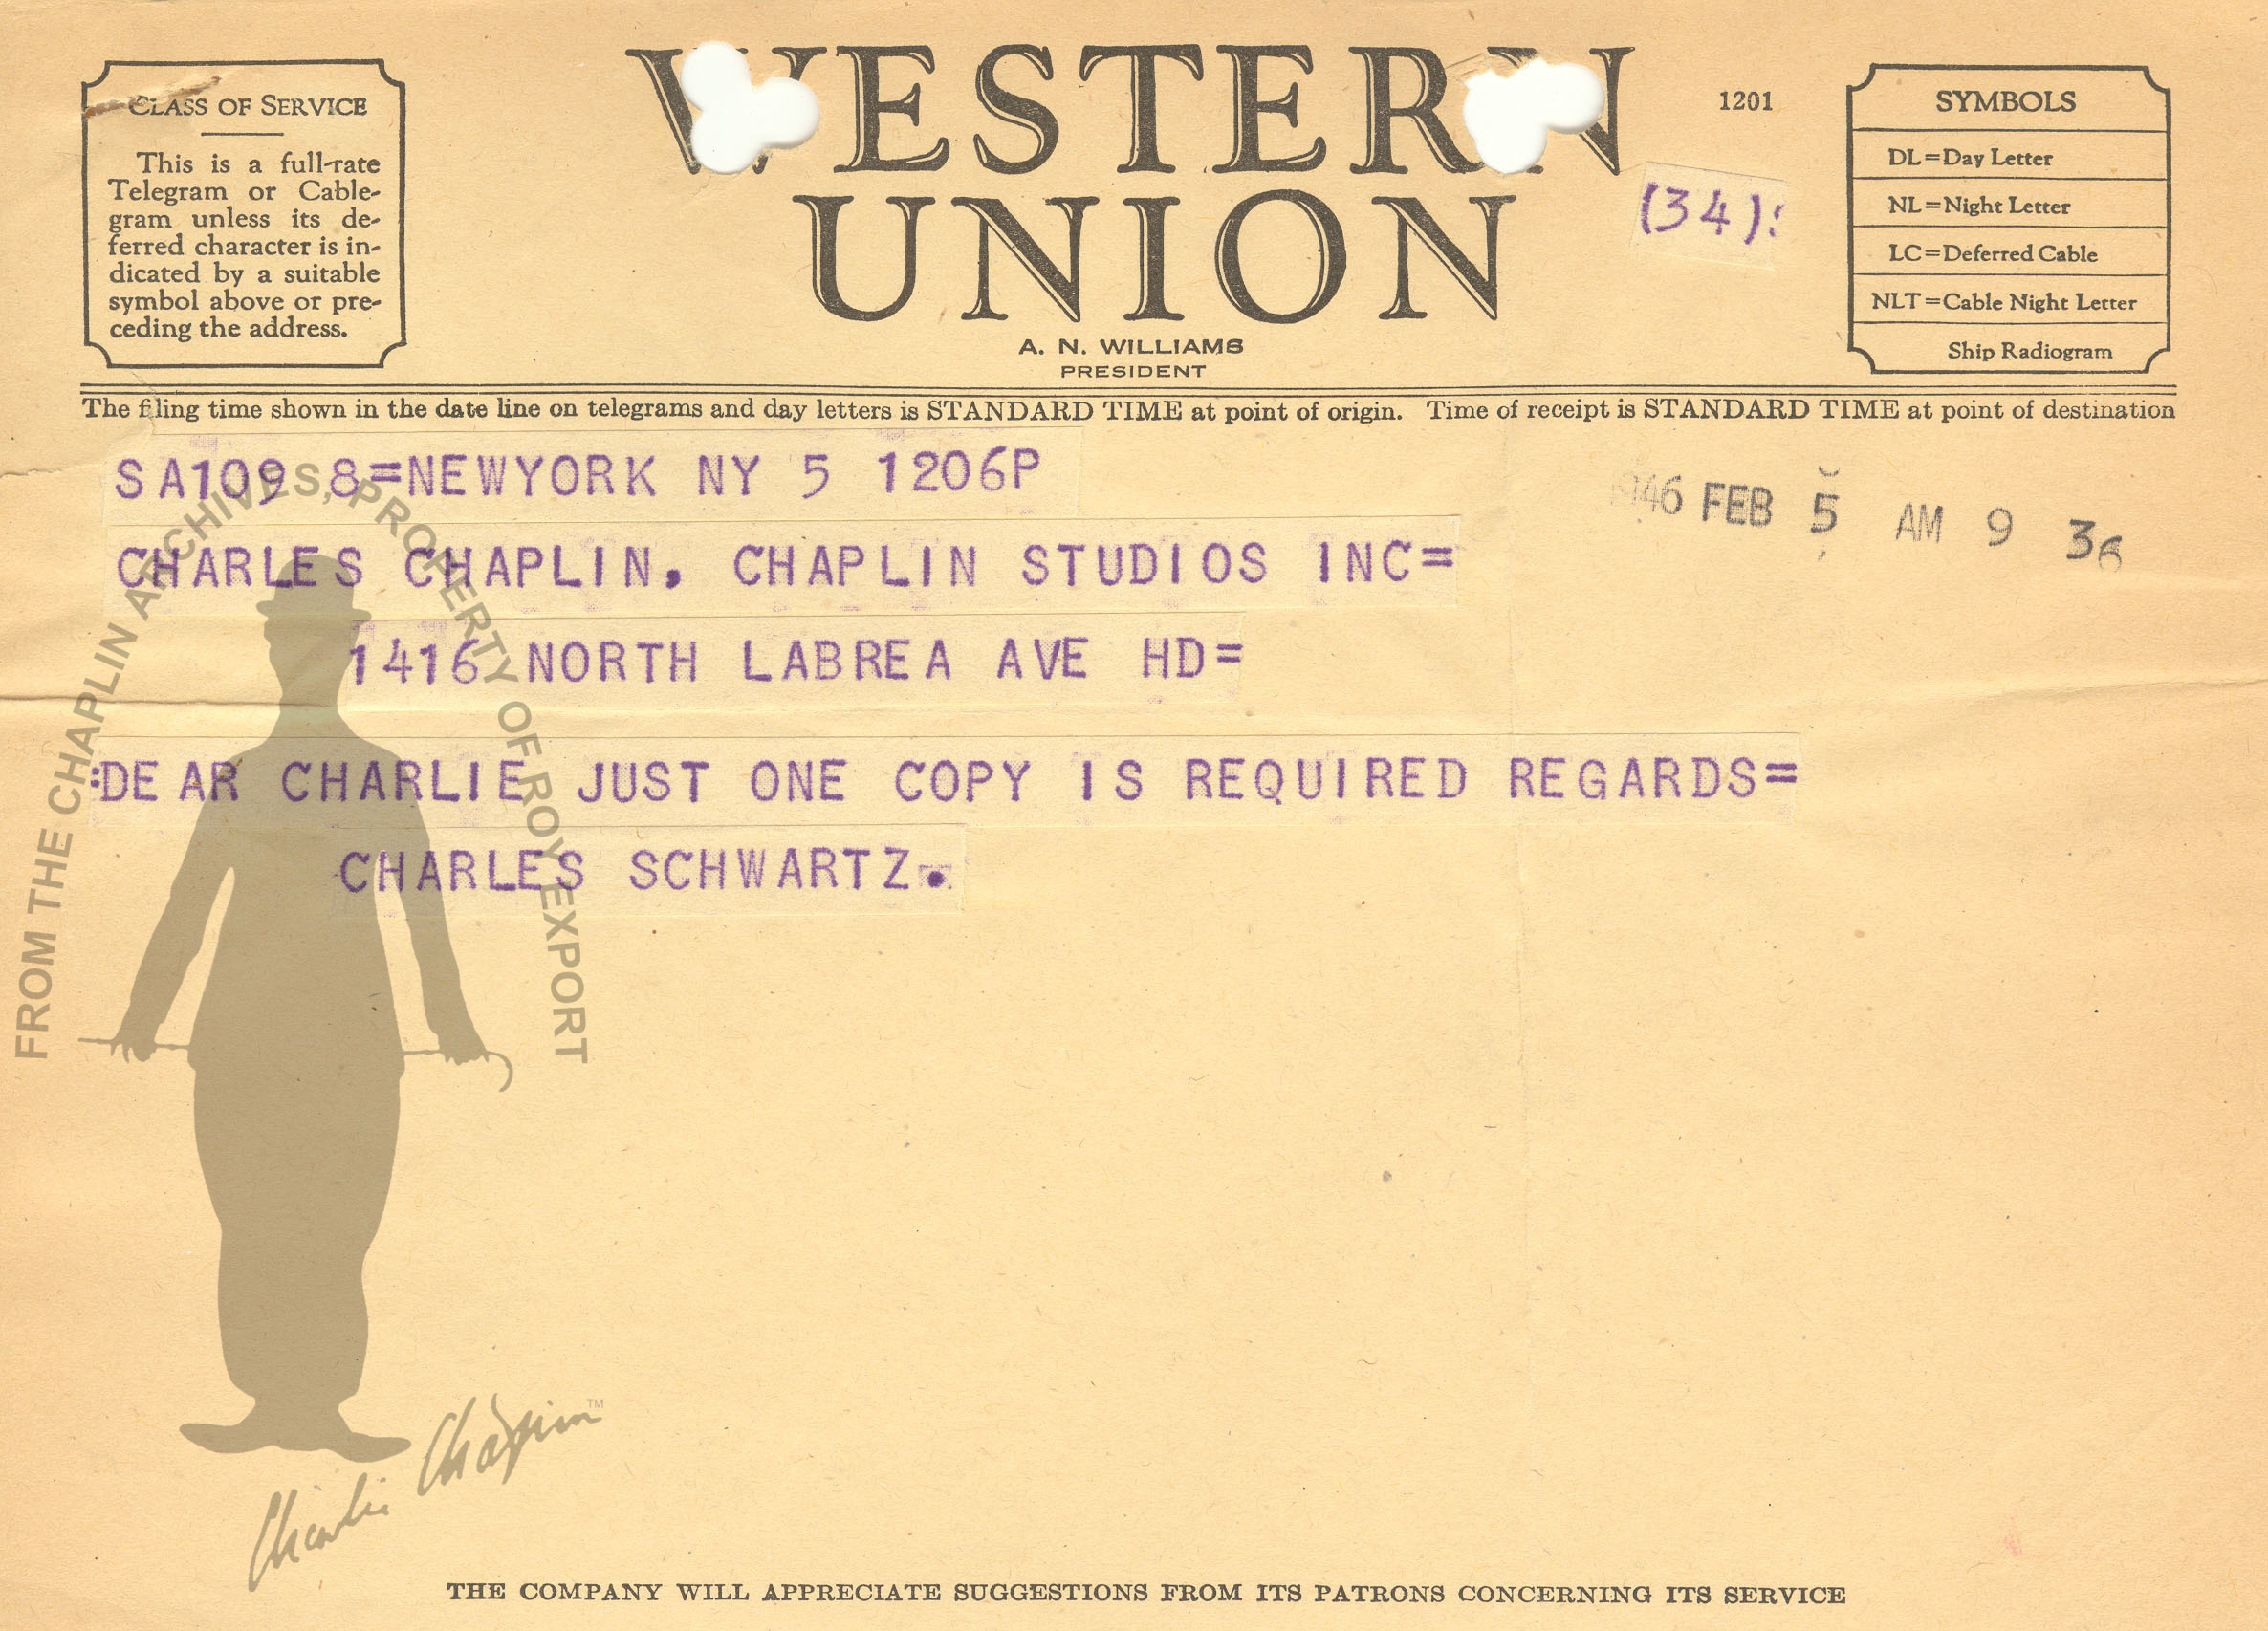 CLASS OF SERVICE
This is a full-rate
Telegram or Cable-
gram unless its de-
ferred character is in-
dicated by a suitable
symbol above or pre-
ceding the address.
WESTERN
UNION
A. N. WILLIAMS
PRESIDENT
1201
(34):
SYMBOLS
DL=Day Letter
NL=Night Letter
LC=Deferred Cable
NLT=Cable Night Letter
Ship Radiogram
The filing time shown in the date line on telegrams and day letters is STANDARD TIME at point of origin. Time of receipt is STANDARD TIME at point of destination
SA109 8=NEWYORK NY 5 1206P
1946 FEB 5 AM 9 36
CHARLES CHAPLIN, CHAPLIN STUDIOS INC=
1416 NORTH LABREA AVE HD=
:DEAR CHARLIE JUST ONE COPY IS REQUIRED REGARDS=
CHARLES SCHWARTZ.
FROM THE CHAPLIN ARCHIVES, PROPERTY OF ROY EXPORT
Charlie Chaplin™
THE COMPANY WILL APPRECIATE SUGGESTIONS FROM ITS PATRONS CONCERNING ITS SERVICE